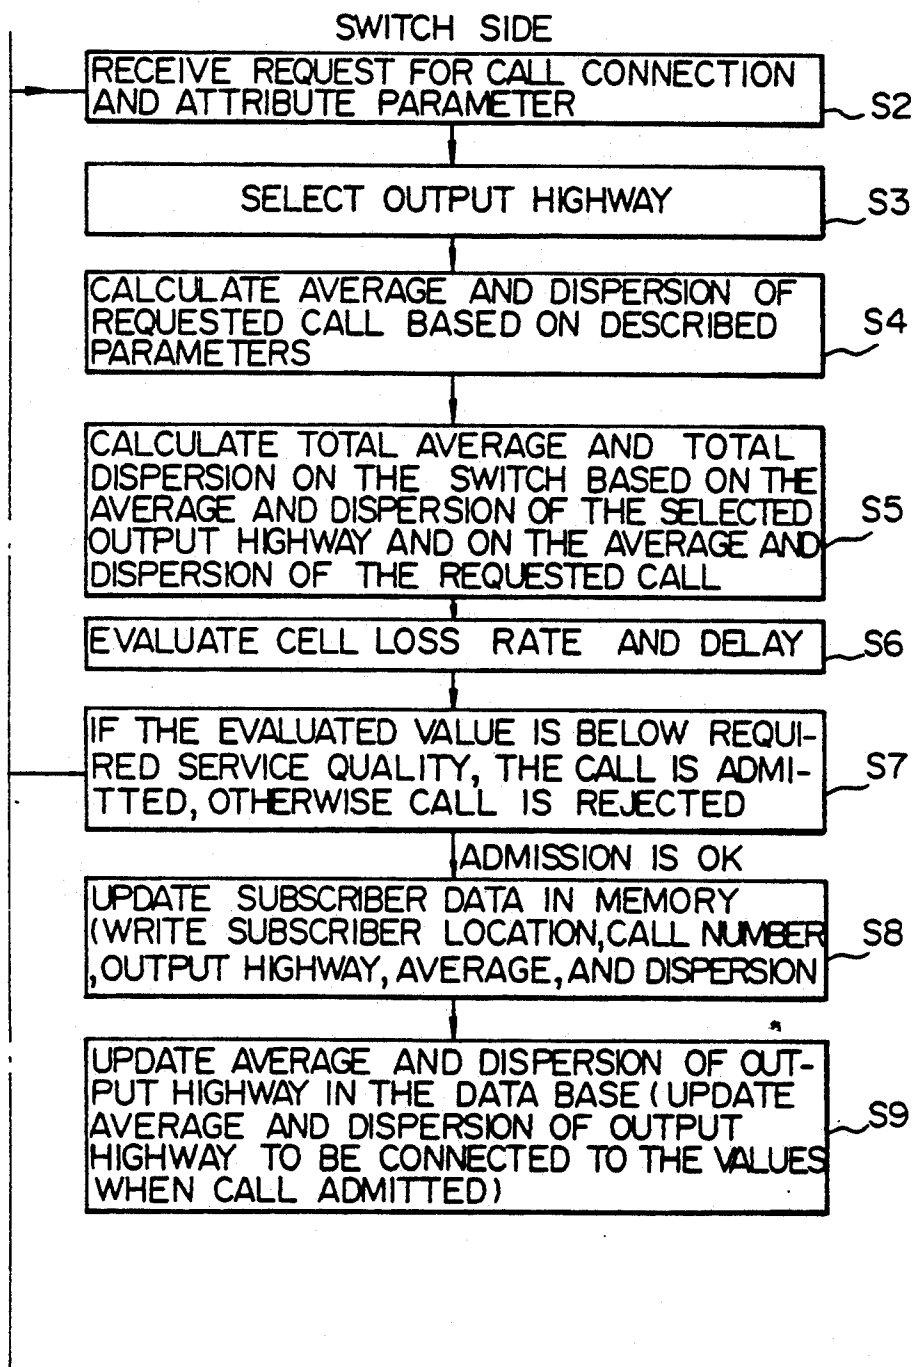 SWITCH SIDE
RECEIVE REQUEST FOR CALL CONNECTION
AND ATTRIBUTE PARAMETER
S2
SELECT OUTPUT HIGHWAY
S3
CALCULATE AVERAGE AND DISPERSION OF
REQUESTED CALL BASED ON DESCRIBED
PARAMETERS
S4
CALCULATE TOTAL AVERAGE AND TOTAL
DISPERSION ON THE SWITCH BASED ON THE
AVERAGE AND DISPERSION OF THE SELECTED
OUTPUT HIGHWAY AND ON THE AVERAGE AND
DISPERSION OF THE REQUESTED CALL
S5
EVALUATE CELL LOSS RATE AND DELAY
S6
IF THE EVALUATED VALUE IS BELOW REQUI-
RED SERVICE QUALITY, THE CALL IS ADMI-
TTED, OTHERWISE CALL IS REJECTED
S7
ADMISSION IS OK
UPDATE SUBSCRIBER DATA IN MEMORY
(WRITE SUBSCRIBER LOCATION, CALL NUMBER
, OUTPUT HIGHWAY, AVERAGE, AND DISPERSION
S8
UPDATE AVERAGE AND DISPERSION OF OUT-
PUT HIGHWAY IN THE DATA BASE (UPDATE
AVERAGE AND DISPERSION OF OUTPUT
HIGHWAY TO BE CONNECTED TO THE VALUES
WHEN CALL ADMITTED)
S9